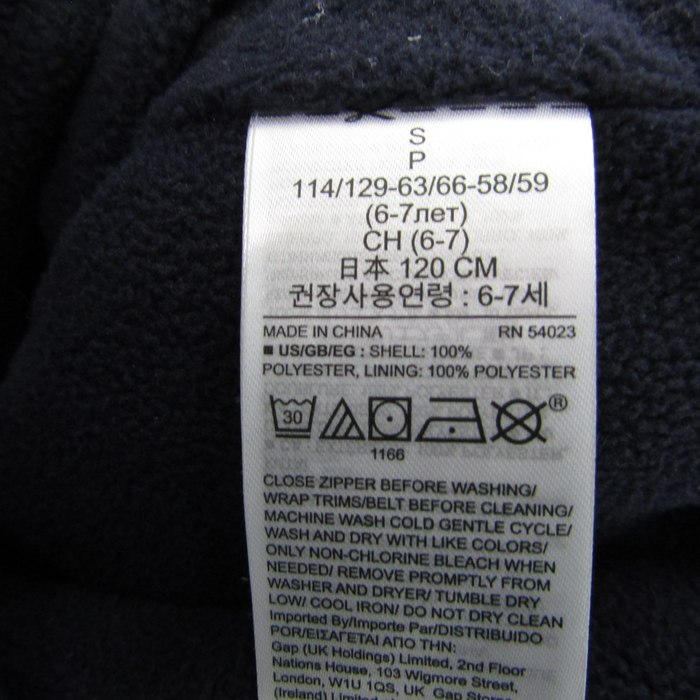 S
P
114/129-63/66-58/59
(6-7лет)
CH (6-7)
日本 120 CM
권장사용연령 : 6-7세
MADE IN CHINA RN 54023
■ US/GB/EG : SHELL: 100%
POLYESTER, LINING: 100% POLYESTER
30 ®
1166
CLOSE ZIPPER BEFORE WASHING/
WRAP TRIMS/BELT BEFORE CLEANING/
MACHINE WASH COLD GENTLE CYCLE/
WASH AND DRY WITH LIKE COLORS/
ONLY NON-CHLORINE BLEACH WHEN
NEEDED/ REMOVE PROMPTLY FROM
WASHER AND DRYER/ TUMBLE DRY
LOW/ COOL IRON/ DO NOT DRY CLEAN
Imported By/Importe Par/DISTRIBUIDO
POR/ΕΙΣΑΓΕΤΑΙ ΑΠΟ ΤΗΝ:
Gap (UK Holdings) Limited, 2nd Floor
Nations House, 103 Wigmore Street,
London, W1U 1QS, UK Gap Stores
(Ireland) Limited